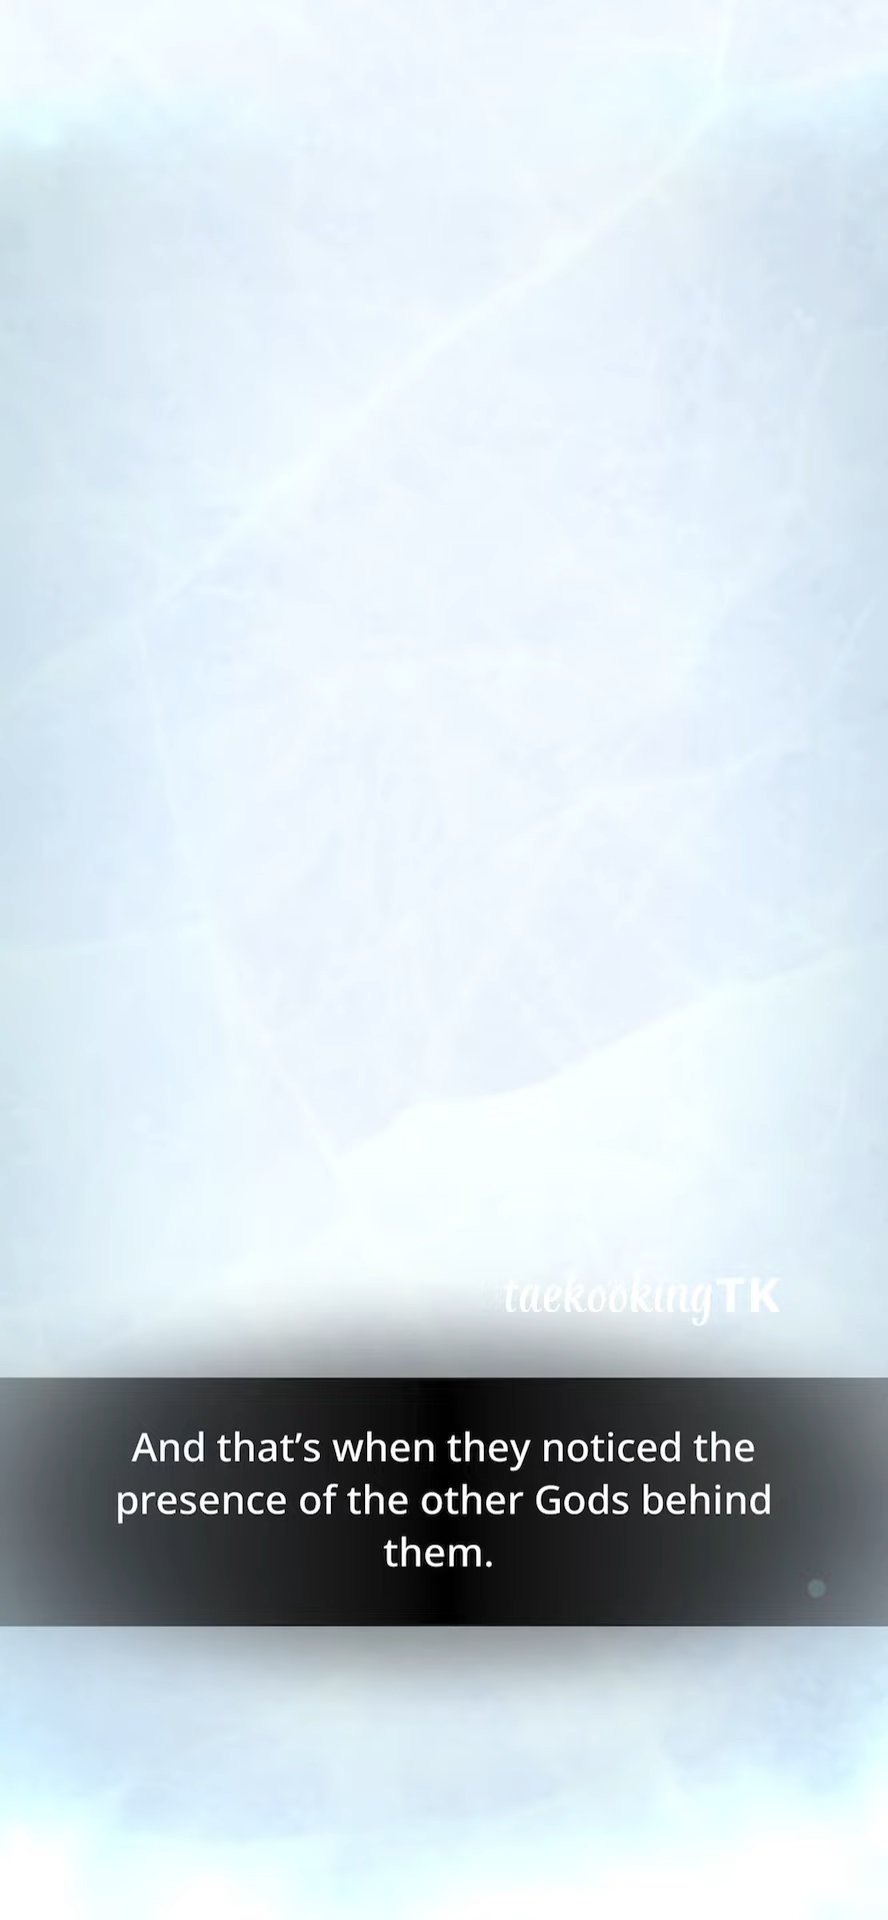 taekookingTK
And that’s when they noticed the
presence of the other Gods behind
them.